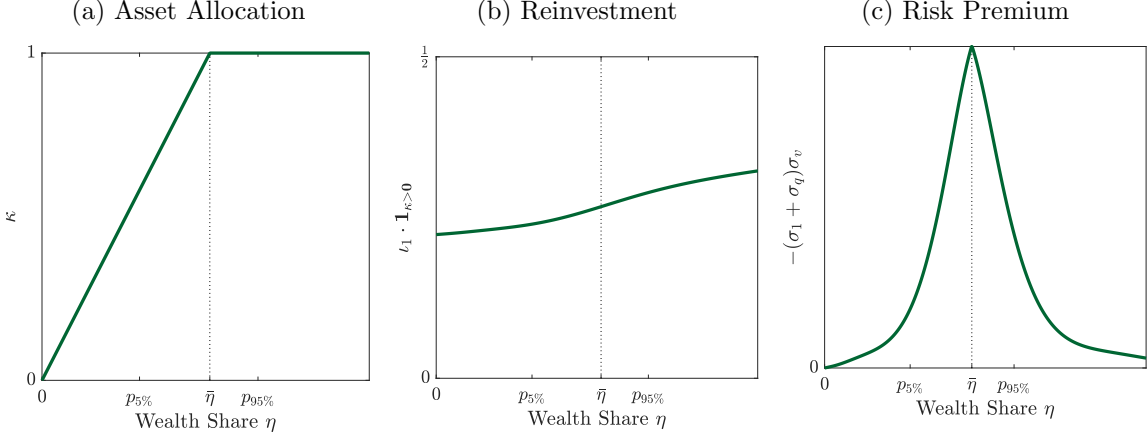 (a) Asset Allocation
1
κ
0
0
p5%
η̄
p95%
Wealth Share η
(b) Reinvestment
1/2
ι1 · 1κ>0
0
0
p5%
η̄
p95%
Wealth Share η
(c) Risk Premium
−(σ1 + σq)σv
0
0
p5%
η̄
p95%
Wealth Share η